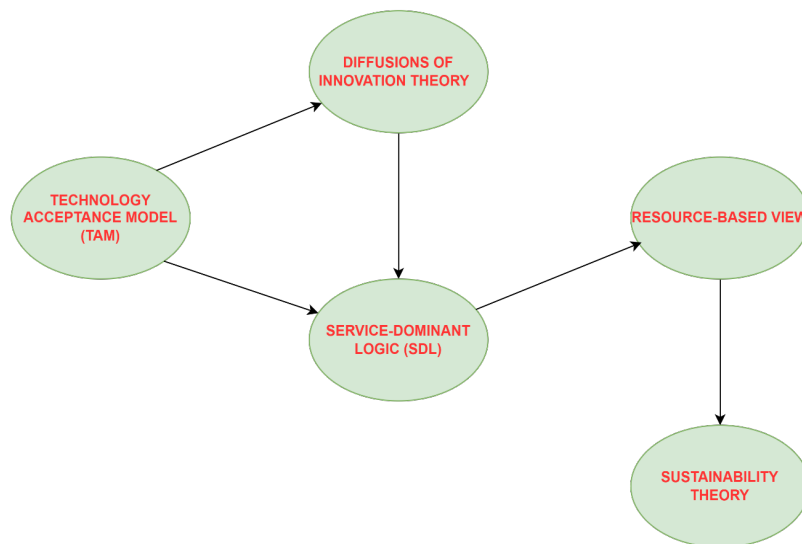 DIFFUSIONS OF
INNOVATION THEORY
TECHNOLOGY
ACCEPTANCE MODEL
(TAM)
RESOURCE-BASED VIEW
SERVICE-DOMINANT
LOGIC (SDL)
SUSTAINABILITY
THEORY